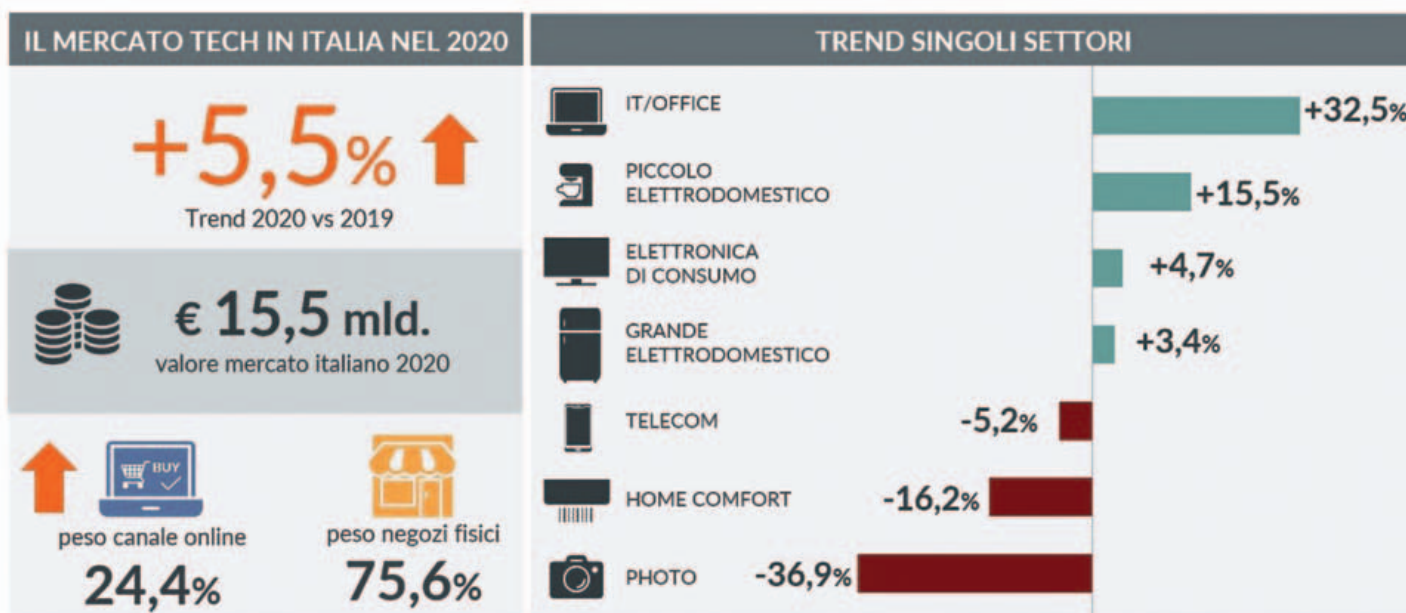 IL MERCATO TECH IN ITALIA NEL 2020
+5,5%
Trend 2020 vs 2019
€ 15,5 mld.
valore mercato italiano 2020
BUY
peso canale online
24,4%
peso negozi fisici
75,6%
TREND SINGOLI SETTORI
IT/OFFICE
+32,5%
PICCOLO
ELETTRODOMESTICO
+15,5%
ELETTRONICA
DI CONSUMO
+4,7%
GRANDE
ELETTRODOMESTICO
+3,4%
TELECOM
-5,2%
HOME COMFORT
-16,2%
PHOTO
-36,9%